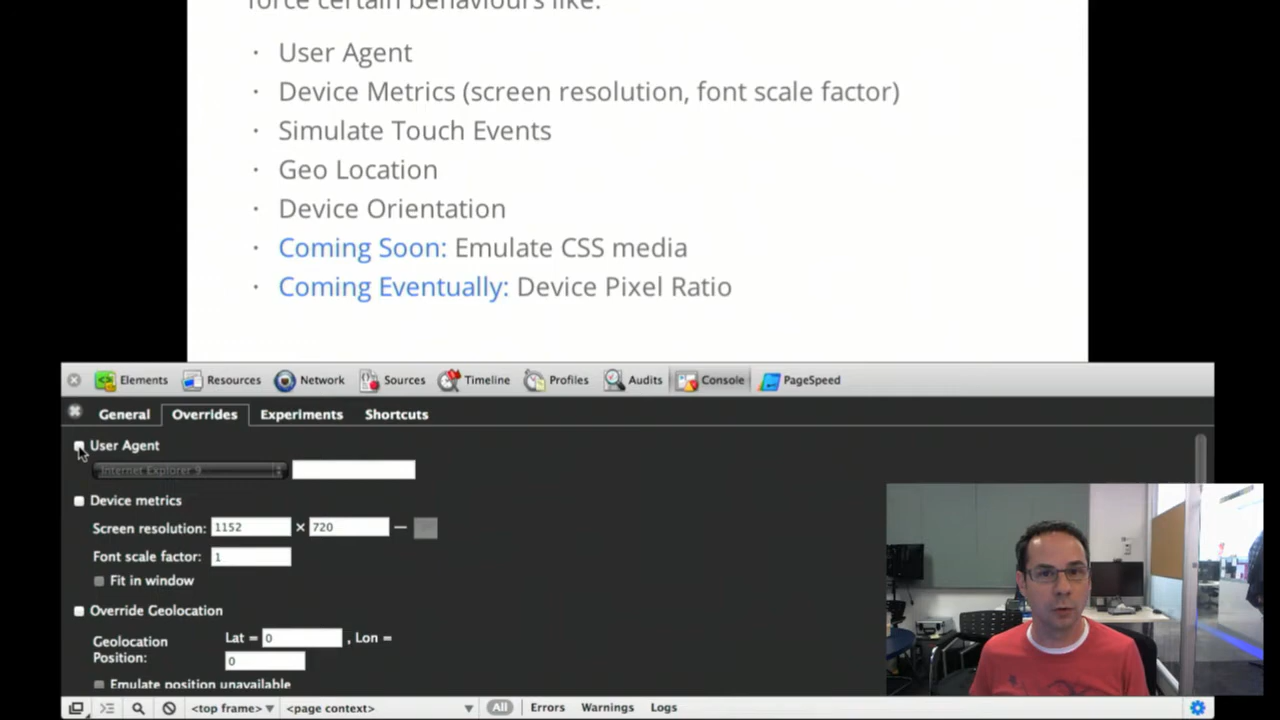 force certain behaviours like:
· User Agent
· Device Metrics (screen resolution, font scale factor)
· Simulate Touch Events
· Geo Location
· Device Orientation
· Coming Soon: Emulate CSS media
· Coming Eventually: Device Pixel Ratio
Elements Resources Network Sources Timeline Profiles Audits Console PageSpeed
General Overrides Experiments Shortcuts
User Agent
Internet Explorer 9
Device metrics
Screen resolution: 1152 × 720 —
Font scale factor: 1
Fit in window
Override Geolocation
Geolocation Position: Lat = 0 , Lon = 0
Emulate position unavailable
<top frame> <page context> All Errors Warnings Logs